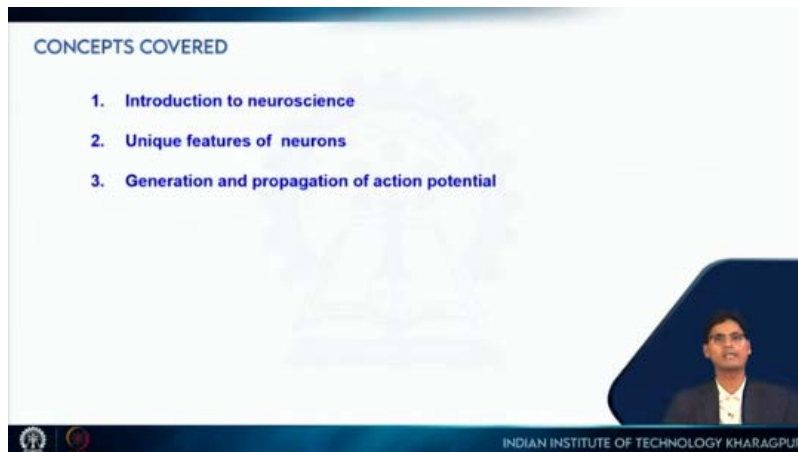 CONCEPTS COVERED
1. Introduction to neuroscience
2. Unique features of neurons
3. Generation and propagation of action potential
INDIAN INSTITUTE OF TECHNOLOGY KHARAGPUR